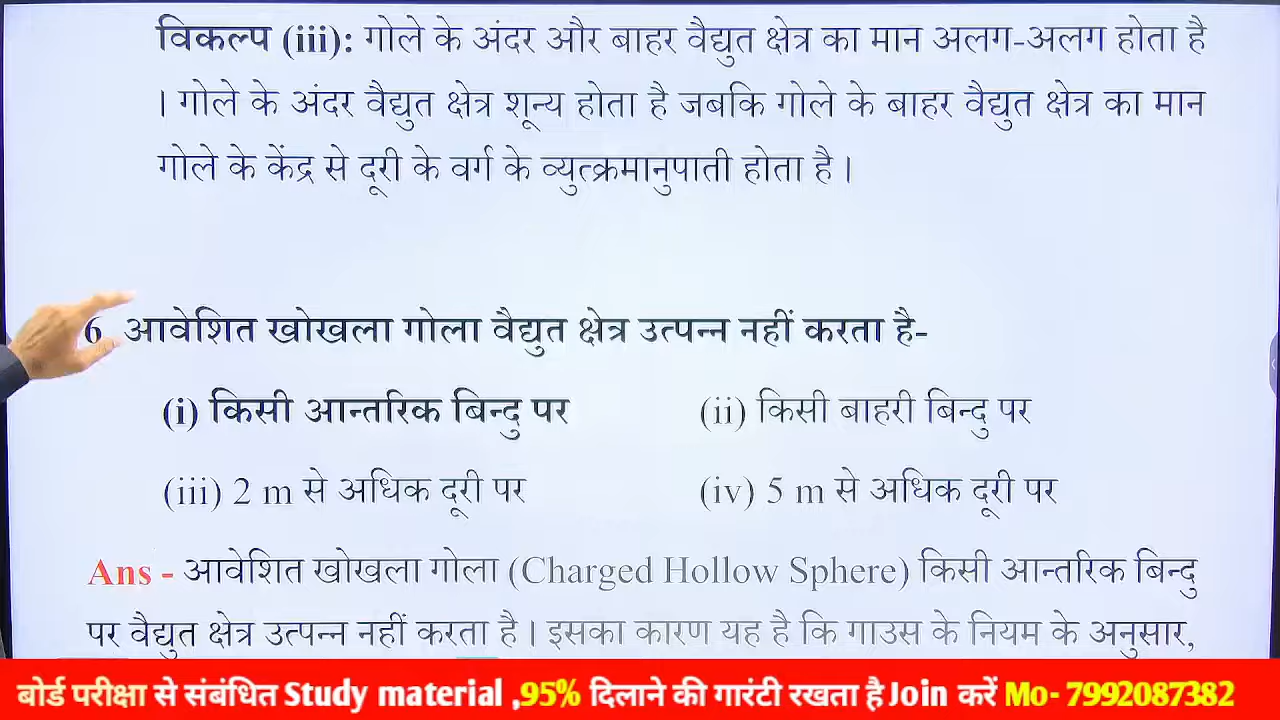 विकल्प (iii): गोले के अंदर और बाहर वैद्युत क्षेत्र का मान अलग-अलग होता है
। गोले के अंदर वैद्युत क्षेत्र शून्य होता है जबकि गोले के बाहर वैद्युत क्षेत्र का मान
गोले के केंद्र से दूरी के वर्ग के व्युत्क्रमानुपाती होता है ।
6. आवेशित खोखला गोला वैद्युत क्षेत्र उत्पन्न नहीं करता है-
(i) किसी आन्तरिक बिन्दु पर (ii) किसी बाहरी बिन्दु पर
(iii) 2 m से अधिक दूरी पर (iv) 5 m से अधिक दूरी पर
Ans - आवेशित खोखला गोला (Charged Hollow Sphere) किसी आन्तरिक बिन्दु
पर वैद्युत क्षेत्र उत्पन्न नहीं करता है । इसका कारण यह है कि गाउस के नियम के अनुसार,
बोर्ड परीक्षा से संबंधित Study material ,95% दिलाने की गारंटी रखता है Join करें Mo- 7992087382